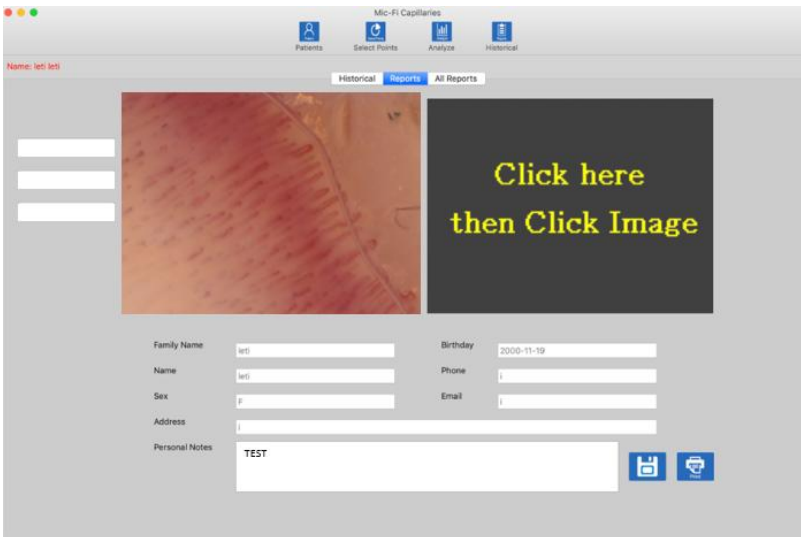 Mic-Fi Capillaries
Patients Select Points Analyze Historical
Name: leti leti
Historical Reports All Reports
Click here
then Click Image
Family Name leti Birthday 2000-11-19
Name leti Phone i
Sex F Email i
Address i
Personal Notes TEST
Print